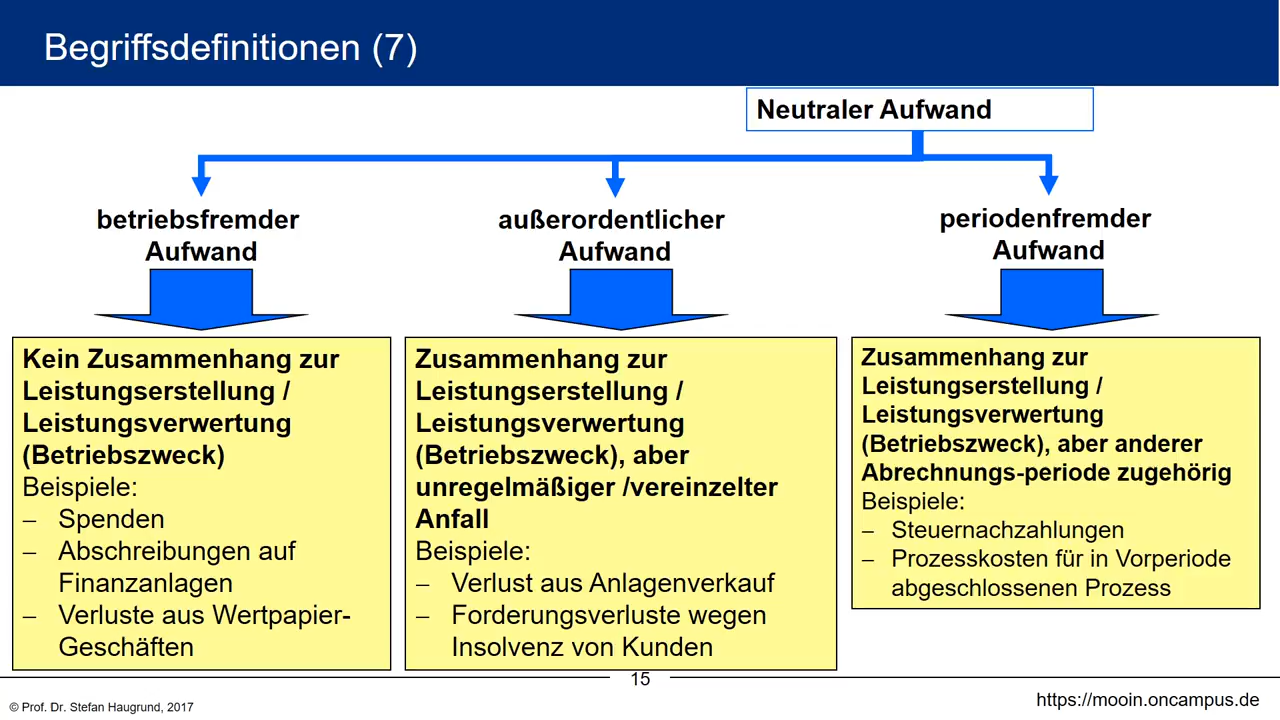 Begriffsdefinitionen (7)
Neutraler Aufwand
betriebsfremder
Aufwand
Kein Zusammenhang zur
Leistungserstellung /
Leistungsverwertung
(Betriebszweck)
Beispiele:
– Spenden
– Abschreibungen auf
Finanzanlagen
– Verluste aus Wertpapier-
Geschäften
außerordentlicher
Aufwand
Zusammenhang zur
Leistungserstellung /
Leistungsverwertung
(Betriebszweck), aber
unregelmäßiger /vereinzelter
Anfall
Beispiele:
– Verlust aus Anlagenverkauf
– Forderungsverluste wegen
Insolvenz von Kunden
periodenfremder
Aufwand
Zusammenhang zur
Leistungserstellung /
Leistungsverwertung
(Betriebszweck), aber anderer
Abrechnungs-periode zugehörig
Beispiele:
– Steuernachzahlungen
– Prozesskosten für in Vorperiode
abgeschlossenen Prozess
15
© Prof. Dr. Stefan Haugrund, 2017
https://mooin.oncampus.de